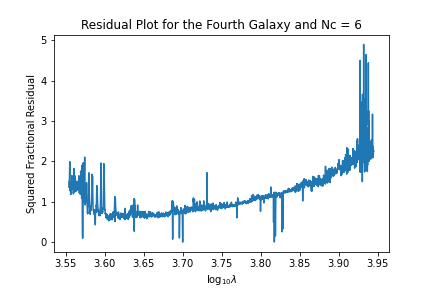 Residual Plot for the Fourth Galaxy and Nc = 6
Squared Fractional Residual
5
4
3
2
1
0
3.55 3.60 3.65 3.70 3.75 3.80 3.85 3.90 3.95
log₁₀λ